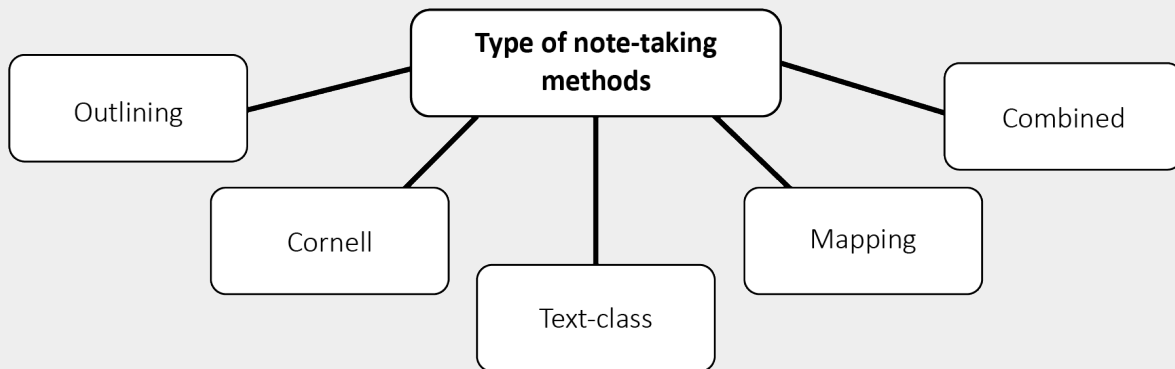 Type of note-taking
methods
Outlining
Combined
Cornell
Mapping
Text-class